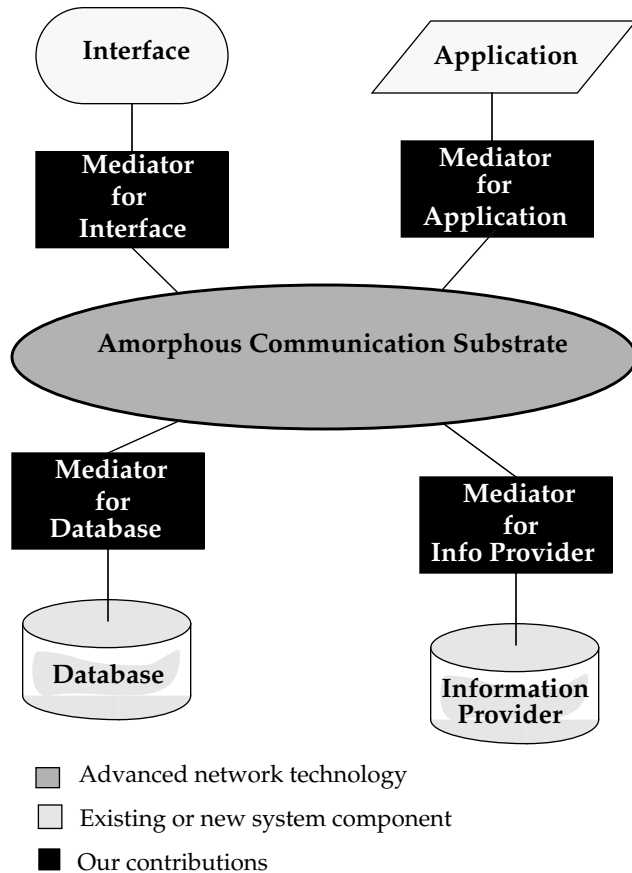 Interface
Application
Mediator
for
Interface
Mediator
for
Application
Amorphous Communication Substrate
Mediator
for
Database
Mediator
for
Info Provider
Database
Information
Provider
Advanced network technology
Existing or new system component
Our contributions